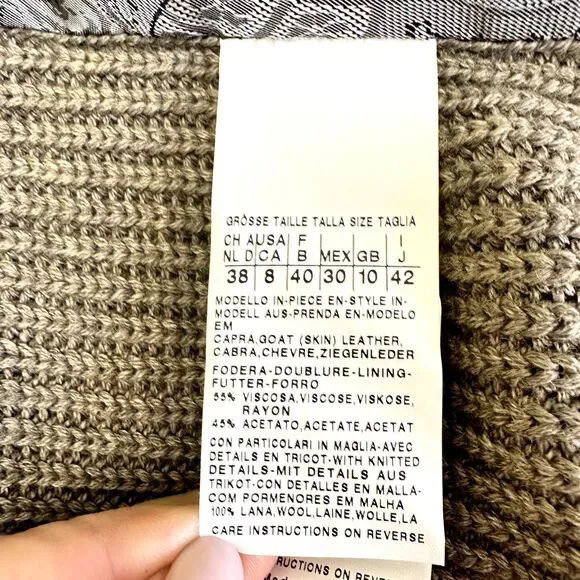 GRÖSSE TAILLE TALLA SIZE TAGLIA
CH A USA F I
NL D CA B MEX GB J
38 8 40 30 10 42
MODELLO IN-PIECE EN-STYLE IN-
MODELL AUS-PRENDA EN-MODELO
EM
CAPRA,GOAT (SKIN) LEATHER,
CABRA,CHEVRE,ZIEGENLEDER
FODERA-DOUBLURE-LINING-
FUTTER-FORRO
55% VISCOSA,VISCOSE,VISKOSE,
RAYON
45% ACETATO,ACETATE,ACETAT
CON PARTICOLARI IN MAGLIA-AVEC
DETAILS EN TRICOT-WITH KNITTED
DETAILS-MIT DETAILS AUS
TRIKOT-CON DETALLES EN MALLA-
COM PORMENORES EM MALHA
100% LANA,WOOL,LAINE,WOLLE,LA
CARE INSTRUCTIONS ON REVERSE
RUCTIONS ON REVE